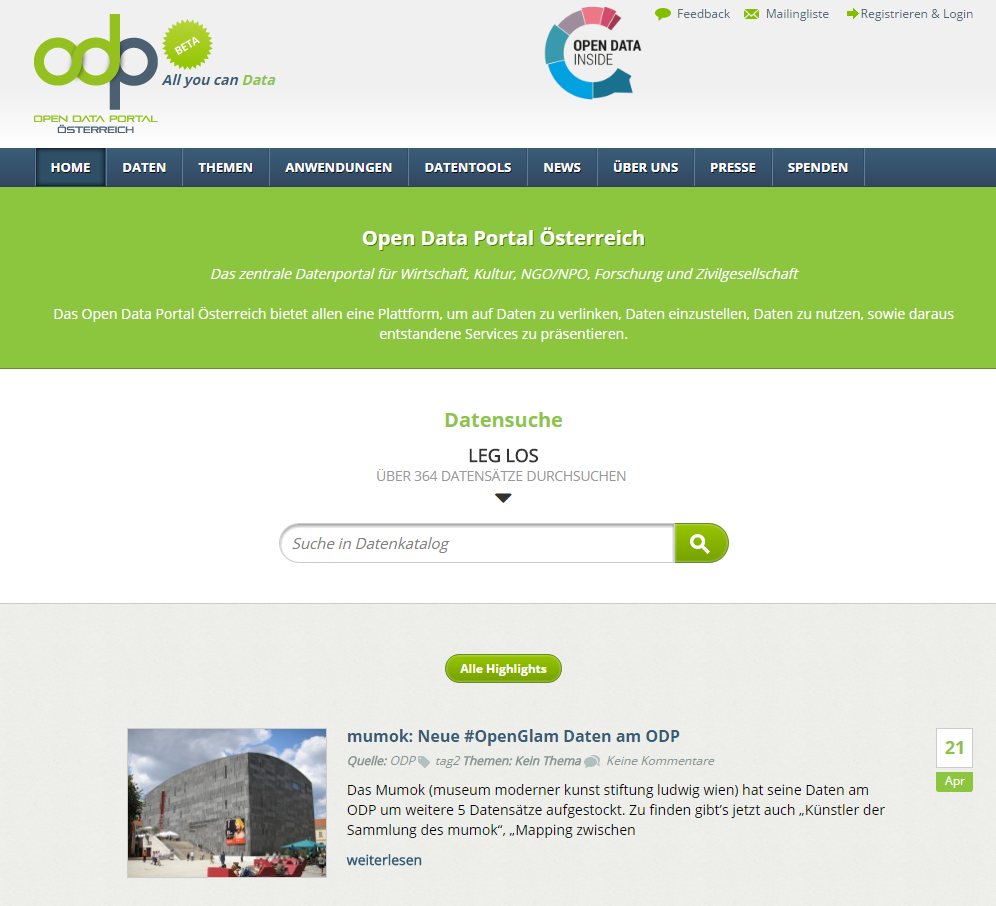 Feedback
Mailingliste
Registrieren & Login
odp
BETA
All you can Data
OPEN DATA PORTAL
ÖSTERREICH
OPEN DATA
INSIDE
HOME
DATEN
THEMEN
ANWENDUNGEN
DATENTOOLS
NEWS
ÜBER UNS
PRESSE
SPENDEN
Open Data Portal Österreich
Das zentrale Datenportal für Wirtschaft, Kultur, NGO/NPO, Forschung und Zivilgesellschaft
Das Open Data Portal Österreich bietet allen eine Plattform, um auf Daten zu verlinken, Daten einzustellen, Daten zu nutzen, sowie daraus
entstandene Services zu präsentieren.
Datensuche
LEG LOS
ÜBER 364 DATENSÄTZE DURCHSUCHEN
Suche in Datenkatalog
Alle Highlights
mumok: Neue #OpenGlam Daten am ODP
Quelle: ODP tag2 Themen: Kein Thema Keine Kommentare
Das Mumok (museum moderner kunst stiftung ludwig wien) hat seine Daten am
ODP um weitere 5 Datensätze aufgestockt. Zu finden gibt’s jetzt auch „Künstler der
Sammlung des mumok“, „Mapping zwischen
weiterlesen
21
Apr